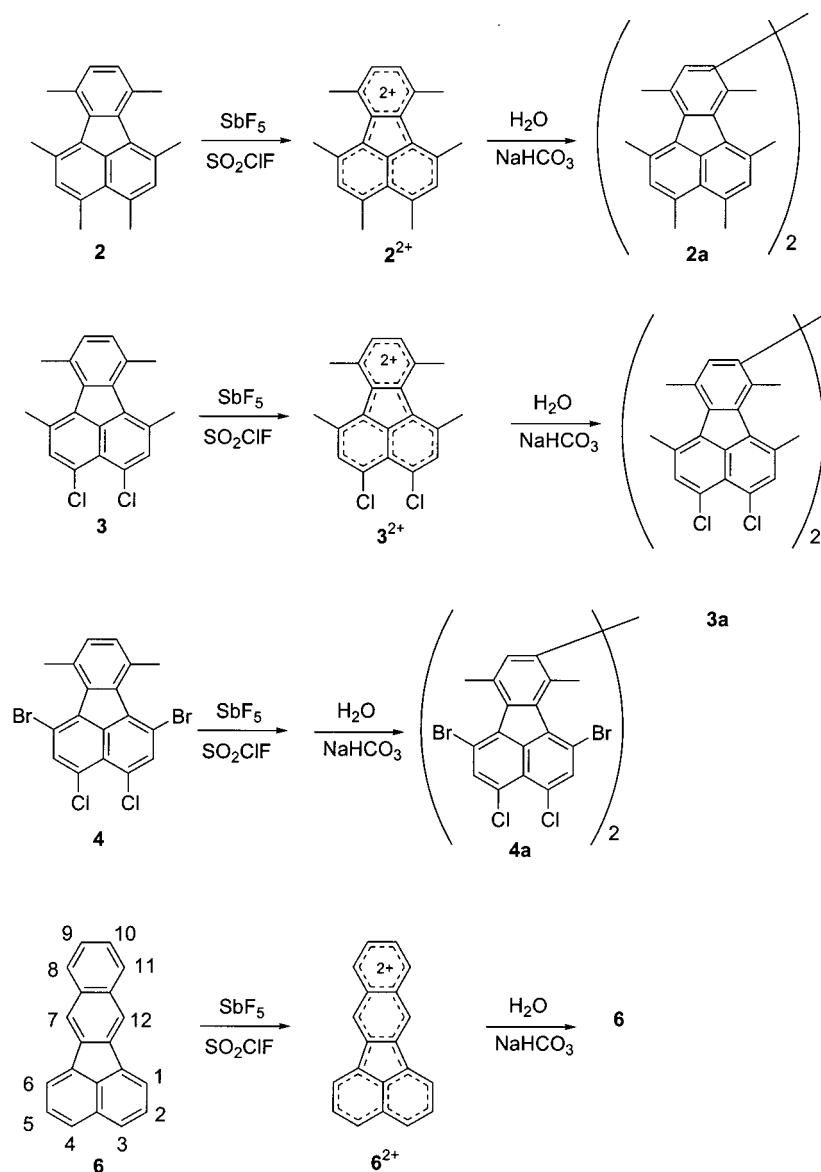 2+
SbF5
SO2ClF
H2O
NaHCO3
2
2
2^2+
2a
2+
SbF5
SO2ClF
H2O
NaHCO3
Cl Cl
Cl Cl
Cl Cl
2
3
3^2+
3a
Br Br
SbF5
SO2ClF
H2O
NaHCO3
Br Br
Cl Cl
Cl Cl
2
4
4a
9 10
8 11
2+
7 12
SbF5
SO2ClF
H2O
NaHCO3
6
6 1
5 2
4 3
6
6^2+